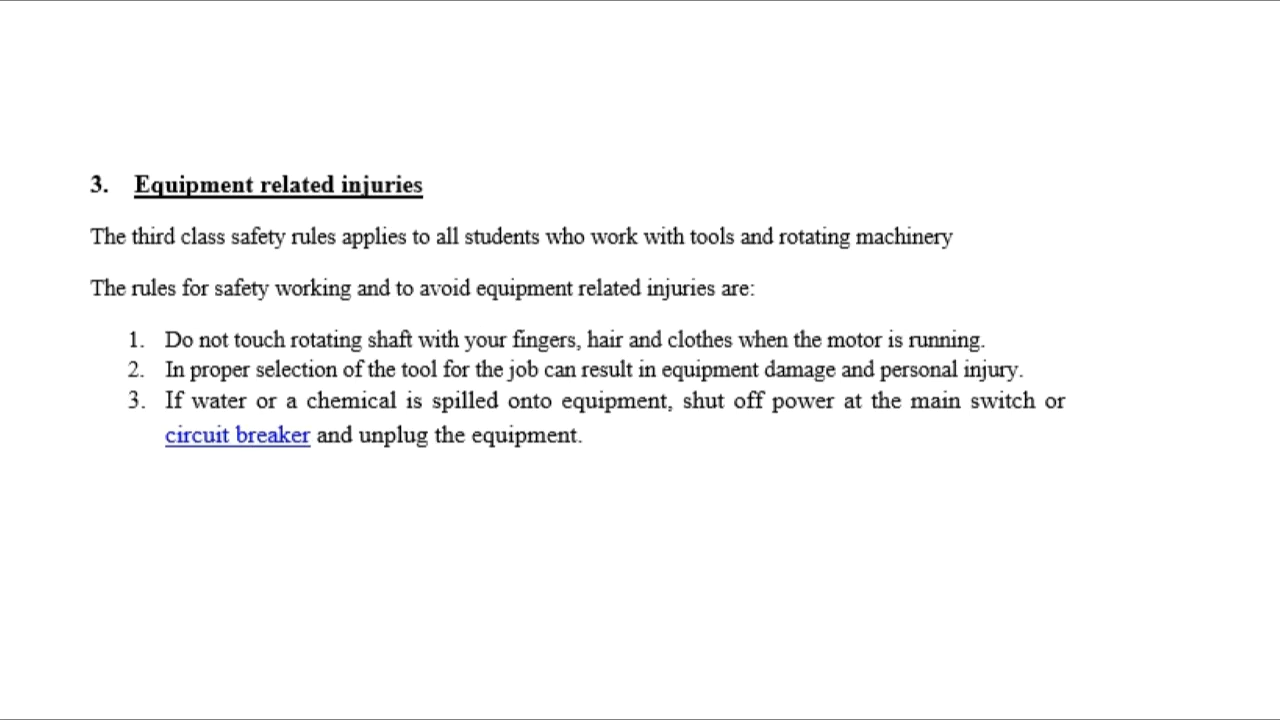 3. Equipment related injuries
The third class safety rules applies to all students who work with tools and rotating machinery
The rules for safety working and to avoid equipment related injuries are:
1. Do not touch rotating shaft with your fingers, hair and clothes when the motor is running.
2. In proper selection of the tool for the job can result in equipment damage and personal injury.
3. If water or a chemical is spilled onto equipment, shut off power at the main switch or
circuit breaker and unplug the equipment.